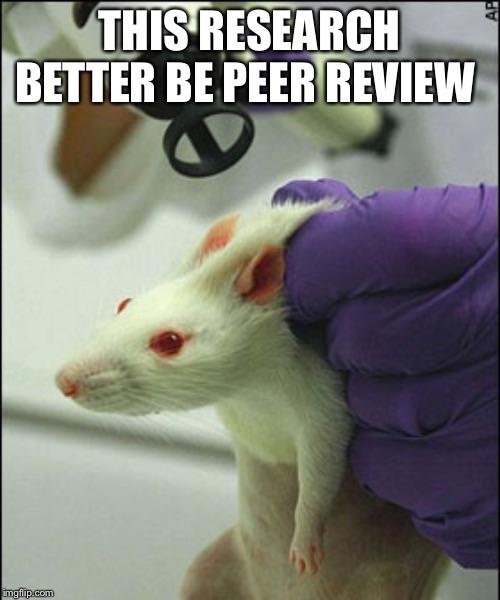 THIS RESEARCH
BETTER BE PEER REVIEW
AP
imgflip.com